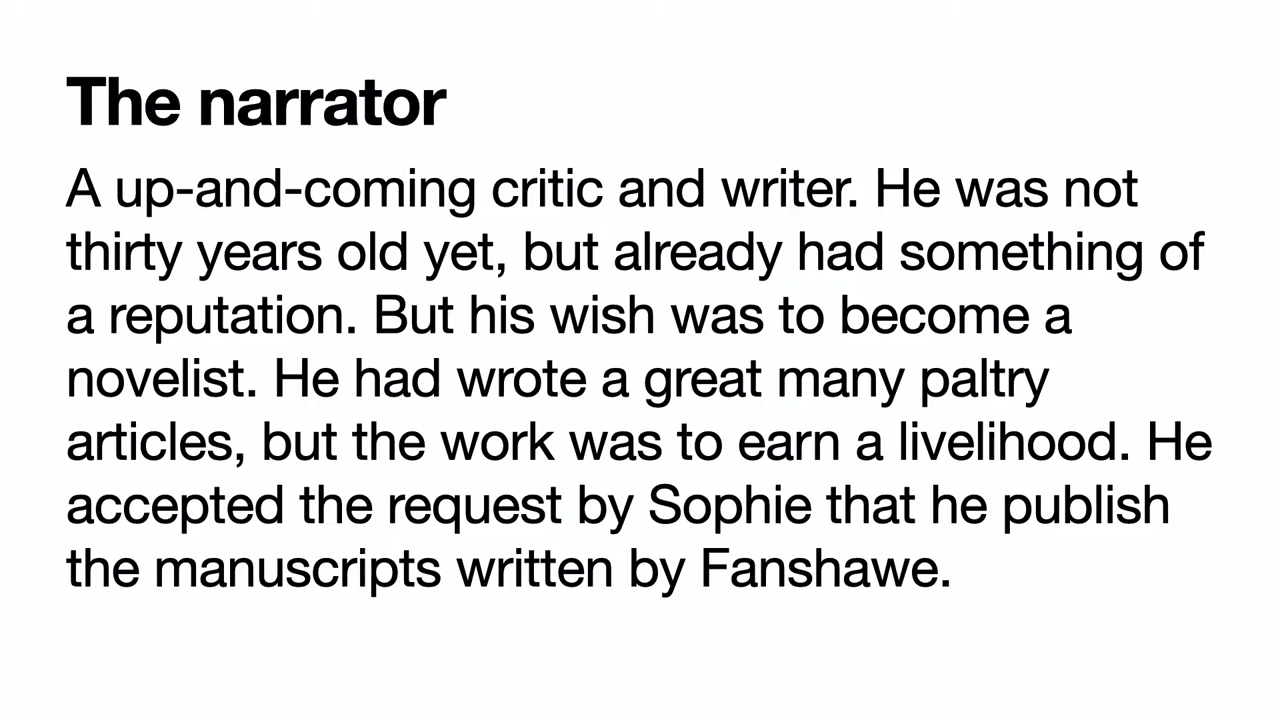 The narrator
A up-and-coming critic and writer. He was not
thirty years old yet, but already had something of
a reputation. But his wish was to become a
novelist. He had wrote a great many paltry
articles, but the work was to earn a livelihood. He
accepted the request by Sophie that he publish
the manuscripts written by Fanshawe.